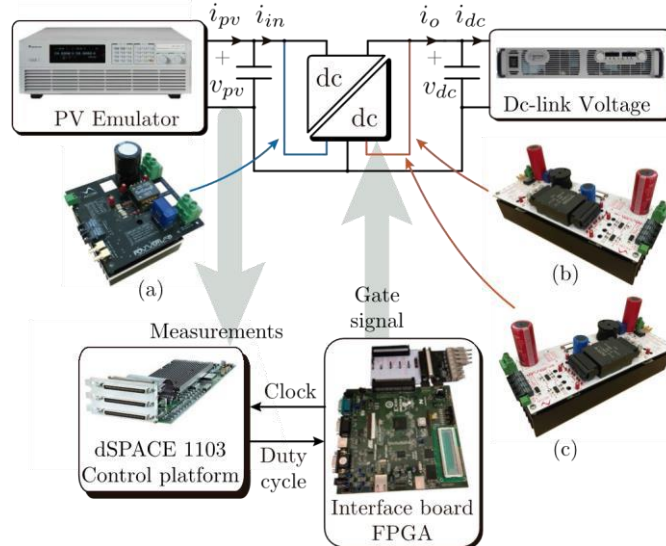 i_pv i_in i_o i_dc
+ v_pv
dc
dc
+ v_dc
PV Emulator
Dc-link Voltage
(a)
(b)
Gate
signal
Measurements
Clock
dSPACE 1103
Control platform
Duty
cycle
(c)
Interface board
FPGA